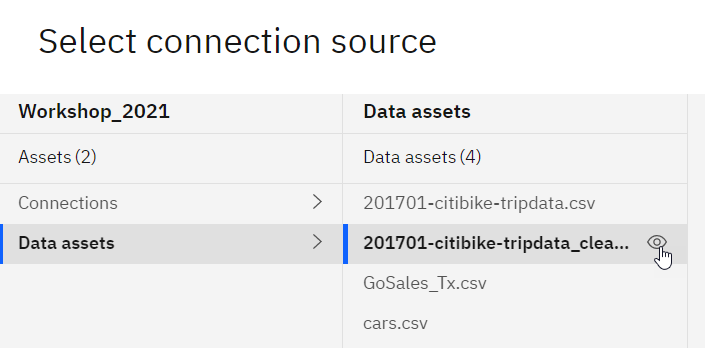 Select connection source
Workshop_2021
Assets (2)
Connections
Data assets
Data assets
Data assets (4)
201701-citibike-tripdata.csv
201701-citibike-tripdata_clea...
GoSales_Tx.csv
cars.csv